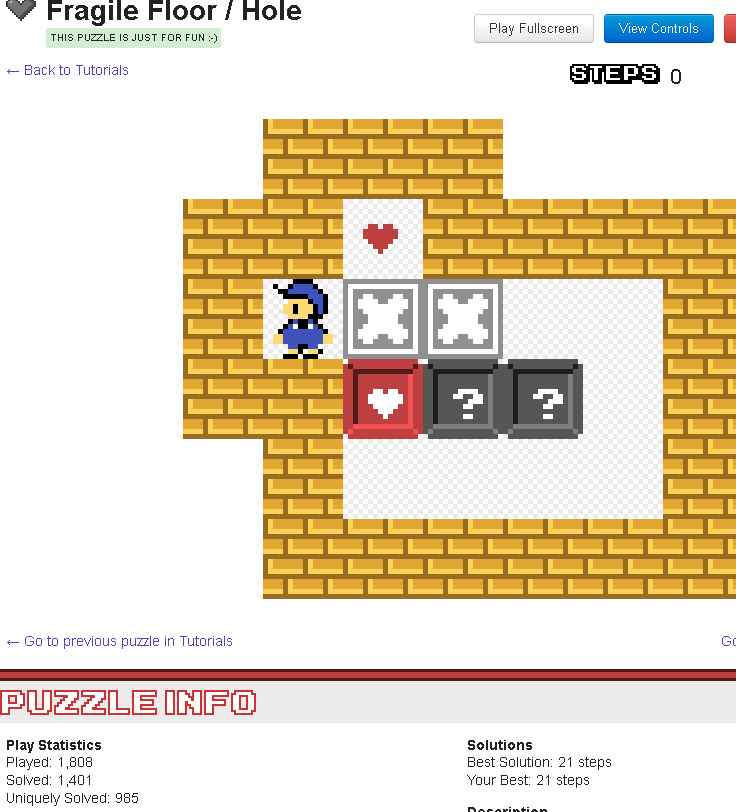 Fragile Floor / Hole
THIS PUZZLE IS JUST FOR FUN :-)
Play Fullscreen
View Controls
← Back to Tutorials
STEPS 0
? ?
← Go to previous puzzle in Tutorials
Go
PUZZLE INFO
Play Statistics
Played: 1,808
Solved: 1,401
Uniquely Solved: 985
Solutions
Best Solution: 21 steps
Your Best: 21 steps
Description